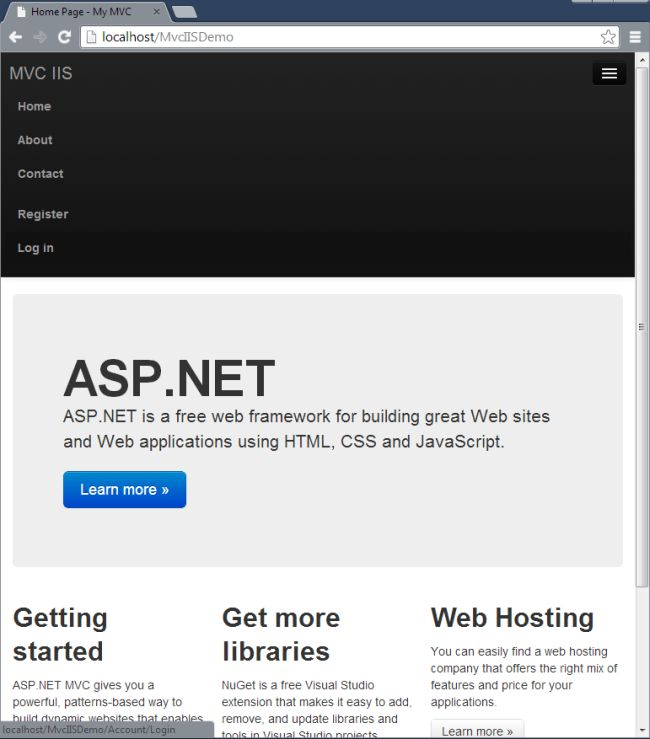 Home Page - My MVC
localhost/MvcIISDemo
MVC IIS
Home
About
Contact
Register
Log in
ASP.NET
ASP.NET is a free web framework for building great Web sites
and Web applications using HTML, CSS and JavaScript.
Learn more »
Getting
started
ASP.NET MVC gives you a
powerful, patterns-based way to
build dynamic websites that enables
Get more
libraries
NuGet is a free Visual Studio
extension that makes it easy to add,
remove, and update libraries and
tools in Visual Studio projects.
Web Hosting
You can easily find a web hosting
company that offers the right mix of
features and price for your
applications.
Learn more »
localhost/MvcIISDemo/Account/Login